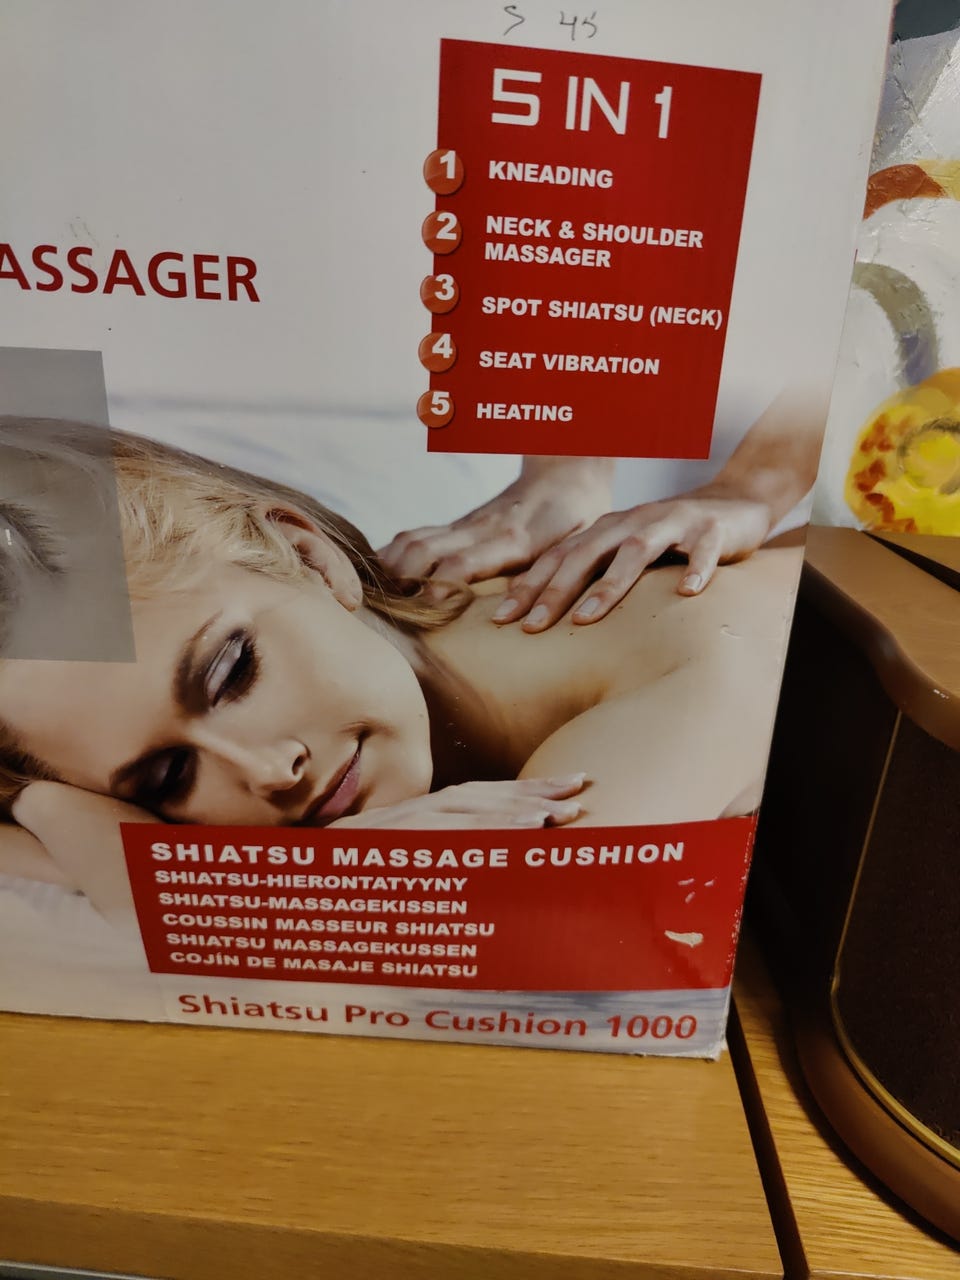 S 45
5 IN 1
1 KNEADING
2 NECK & SHOULDER
MASSAGER
3 SPOT SHIATSU (NECK)
4 SEAT VIBRATION
5 HEATING
ASSAGER
SHIATSU MASSAGE CUSHION
SHIATSU-HIERONTATYYNY
SHIATSU-MASSAGEKISSEN
COUSSIN MASSEUR SHIATSU
SHIATSU MASSAGEKUSSEN
COJÍN DE MASAJE SHIATSU
Shiatsu Pro Cushion 1000